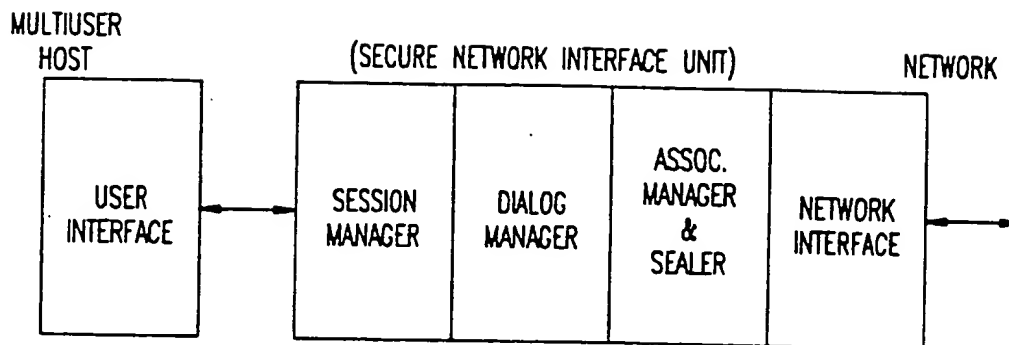 MULTIUSER
HOST
(SECURE NETWORK INTERFACE UNIT)
NETWORK
USER
INTERFACE
SESSION
MANAGER
DIALOG
MANAGER
ASSOC.
MANAGER
&
SEALER
NETWORK
INTERFACE